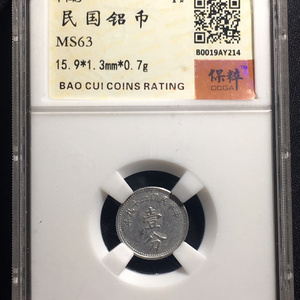 民国铝币
MS63
15.9*1.3mm*0.7g
B0019AY214
保粹
CCGA
BAO CUI COINS RATING
壹分